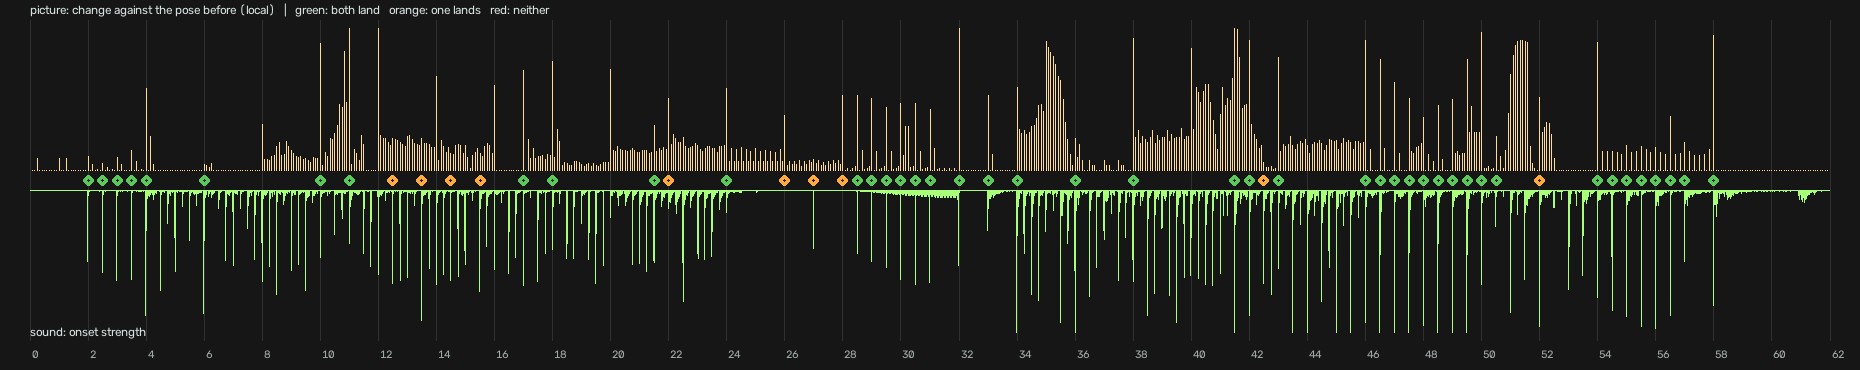 picture: change against the pose before (local) | green: both land orange: one lands red: neither
sound: onset strength
0 2 4 6 8 10 12 14 16 18 20 22 24 26 28 30 32 34 36 38 40 42 44 46 48 50 52 54 56 58 60 62